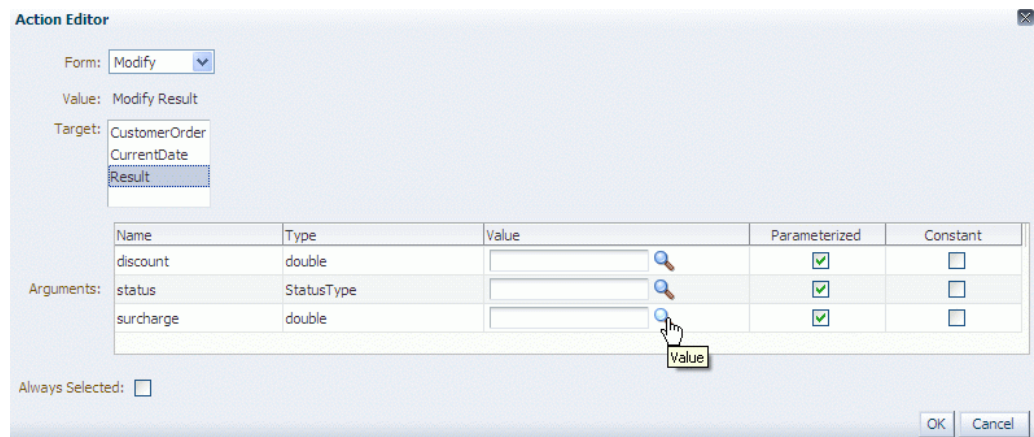 Action Editor
Form: Modify
Value: Modify Result
Target: CustomerOrder
CurrentDate
Result
Name Type Value Parameterized Constant
discount double
Arguments: status StatusType
surcharge double
Value
Always Selected:
OK Cancel